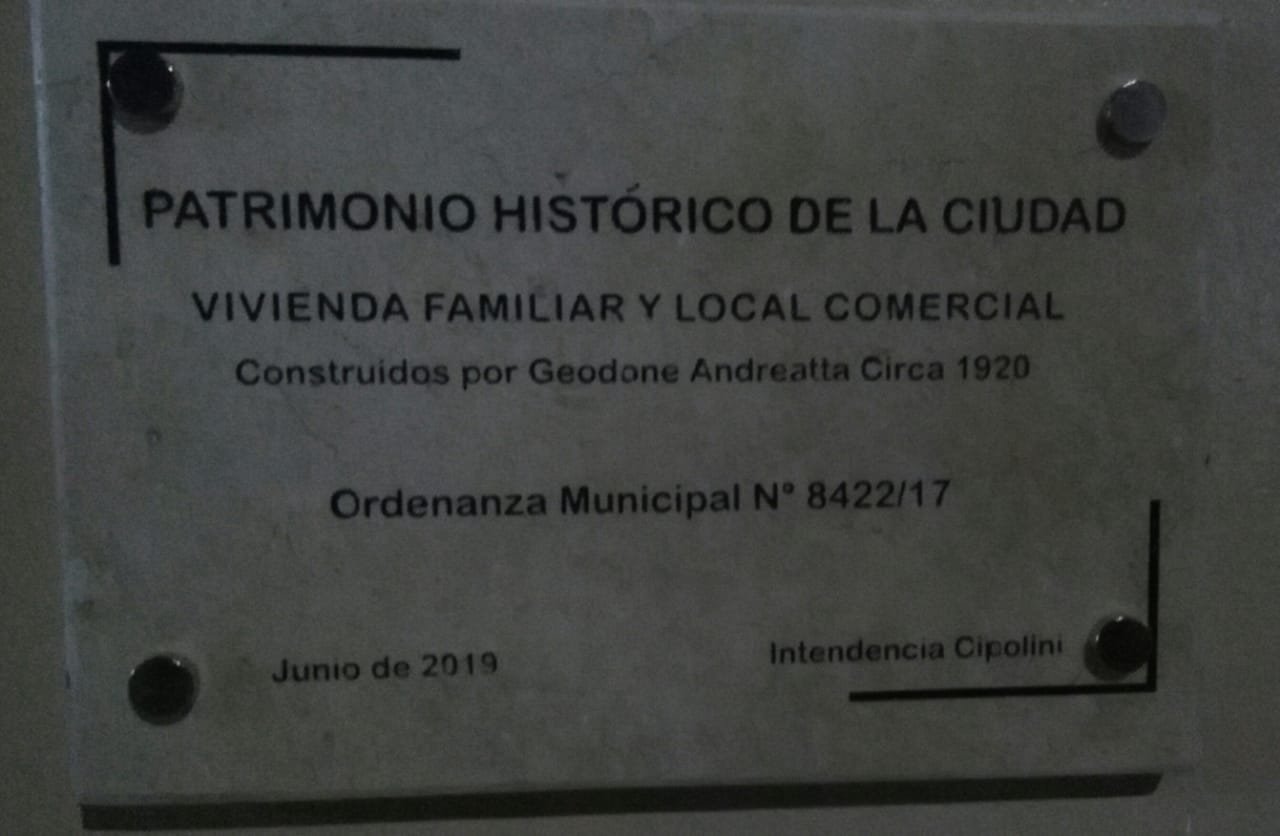 PATRIMONIO HISTÓRICO DE LA CIUDAD
VIVIENDA FAMILIAR Y LOCAL COMERCIAL
Construidos por Geodone Andreatta Circa 1920
Ordenanza Municipal N° 8422/17
Junio de 2019
Intendencia Cipolini